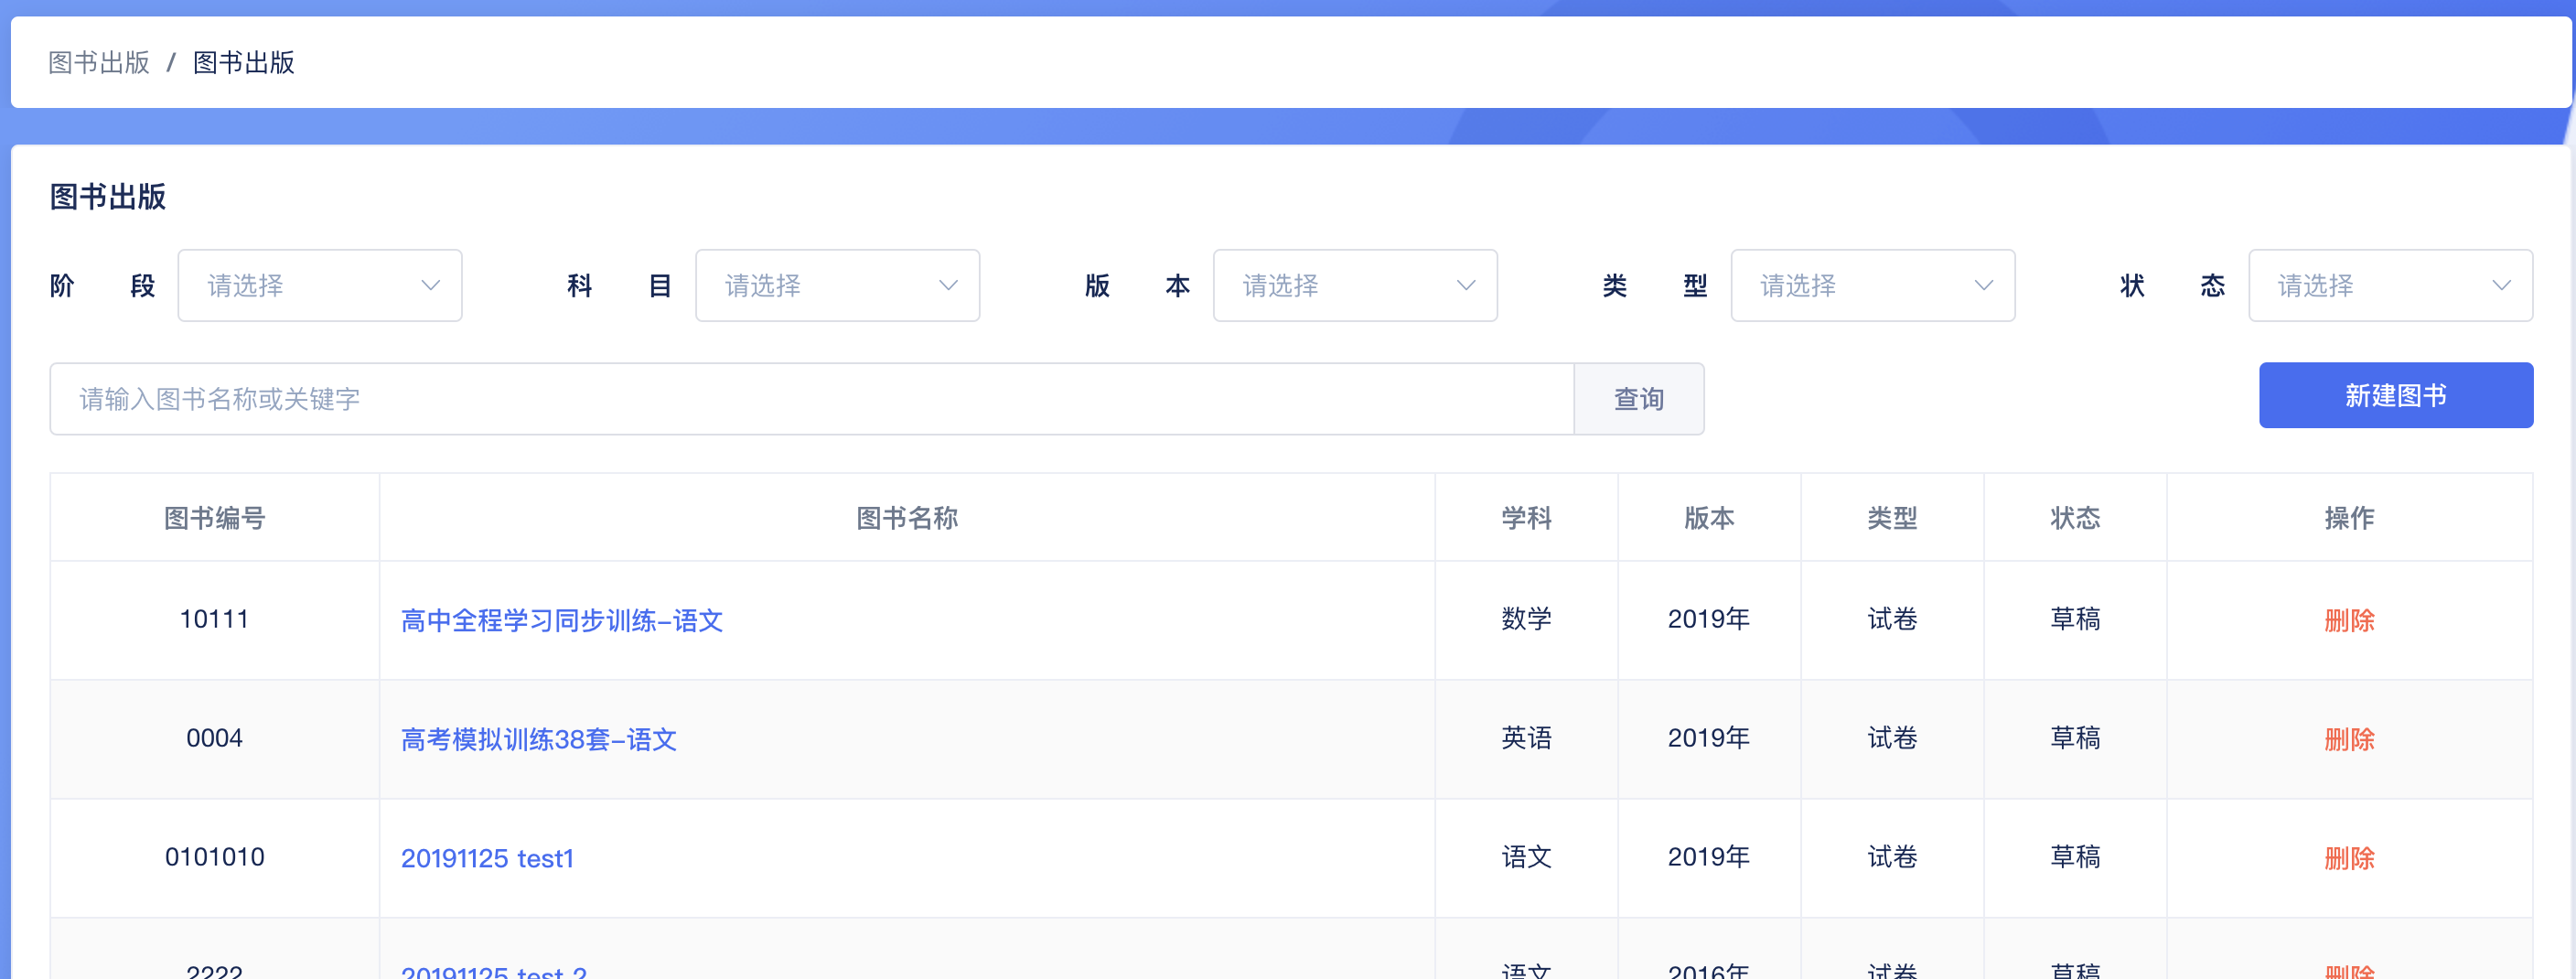 图书出版 / 图书出版
图书出版
阶 段 请选择 科 目 请选择 版 本 请选择 类 型 请选择 状 态 请选择
请输入图书名称或关键字 查询 新建图书
图书编号 图书名称 学科 版本 类型 状态 操作
10111 高中全程学习同步训练-语文 数学 2019年 试卷 草稿 删除
0004 高考模拟训练38套-语文 英语 2019年 试卷 草稿 删除
0101010 20191125 test1 语文 2019年 试卷 草稿 删除
2222 20191125 test 2 语文 2016年 试卷 草稿 删除